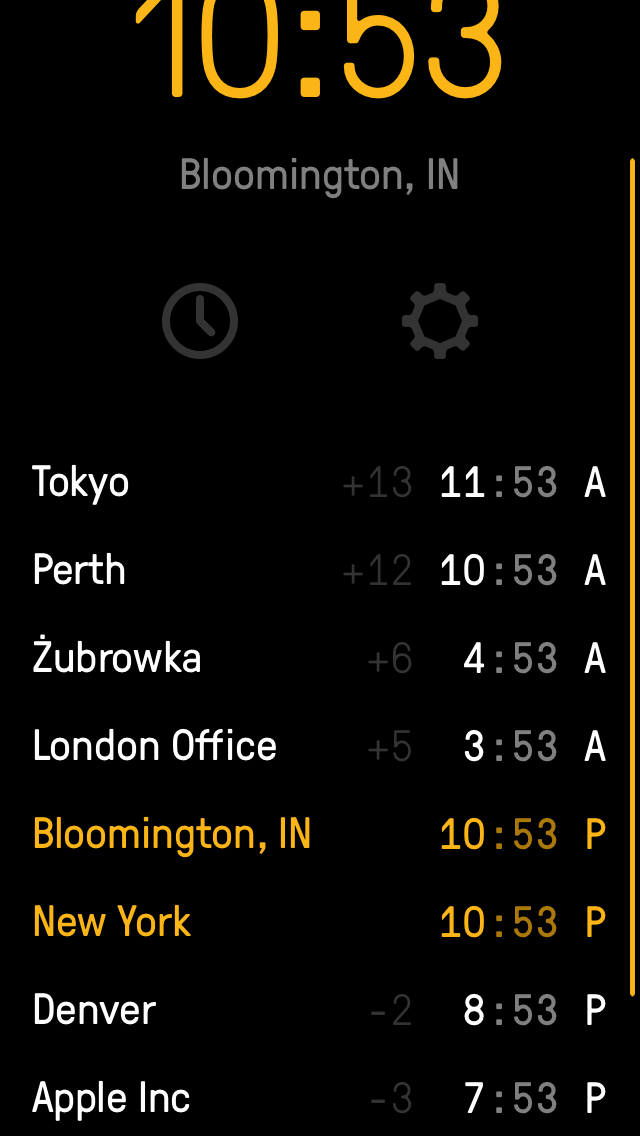 10:53
Bloomington, IN
Tokyo +13 11:53 A
Perth +12 10:53 A
Żubrowka +6 4:53 A
London Office +5 3:53 A
Bloomington, IN 10:53 P
New York 10:53 P
Denver -2 8:53 P
Apple Inc -3 7:53 P